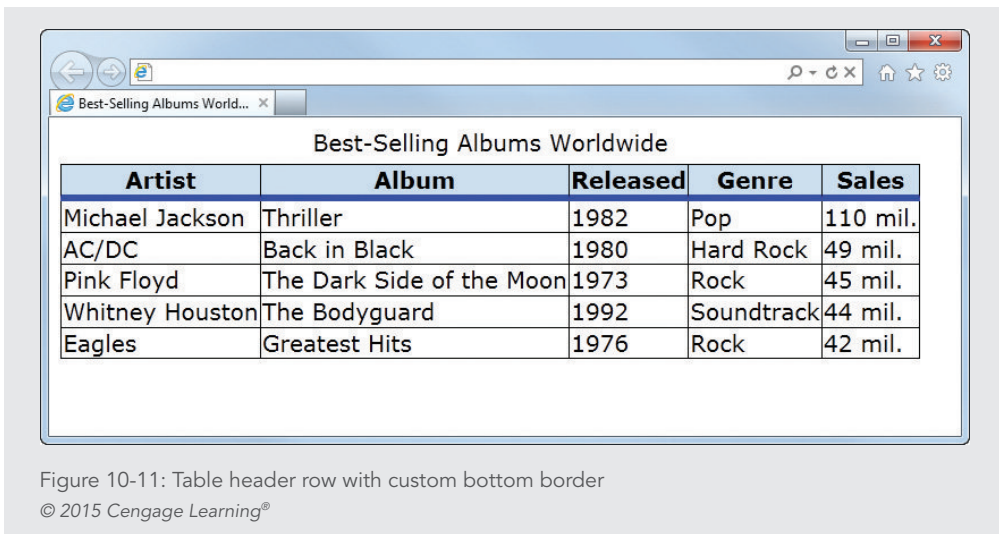 Best-Selling Albums World...
Best-Selling Albums Worldwide
Artist Album Released Genre Sales
Michael Jackson Thriller 1982 Pop 110 mil.
AC/DC Back in Black 1980 Hard Rock 49 mil.
Pink Floyd The Dark Side of the Moon 1973 Rock 45 mil.
Whitney Houston The Bodyguard 1992 Soundtrack 44 mil.
Eagles Greatest Hits 1976 Rock 42 mil.
Figure 10-11: Table header row with custom bottom border
© 2015 Cengage Learning®